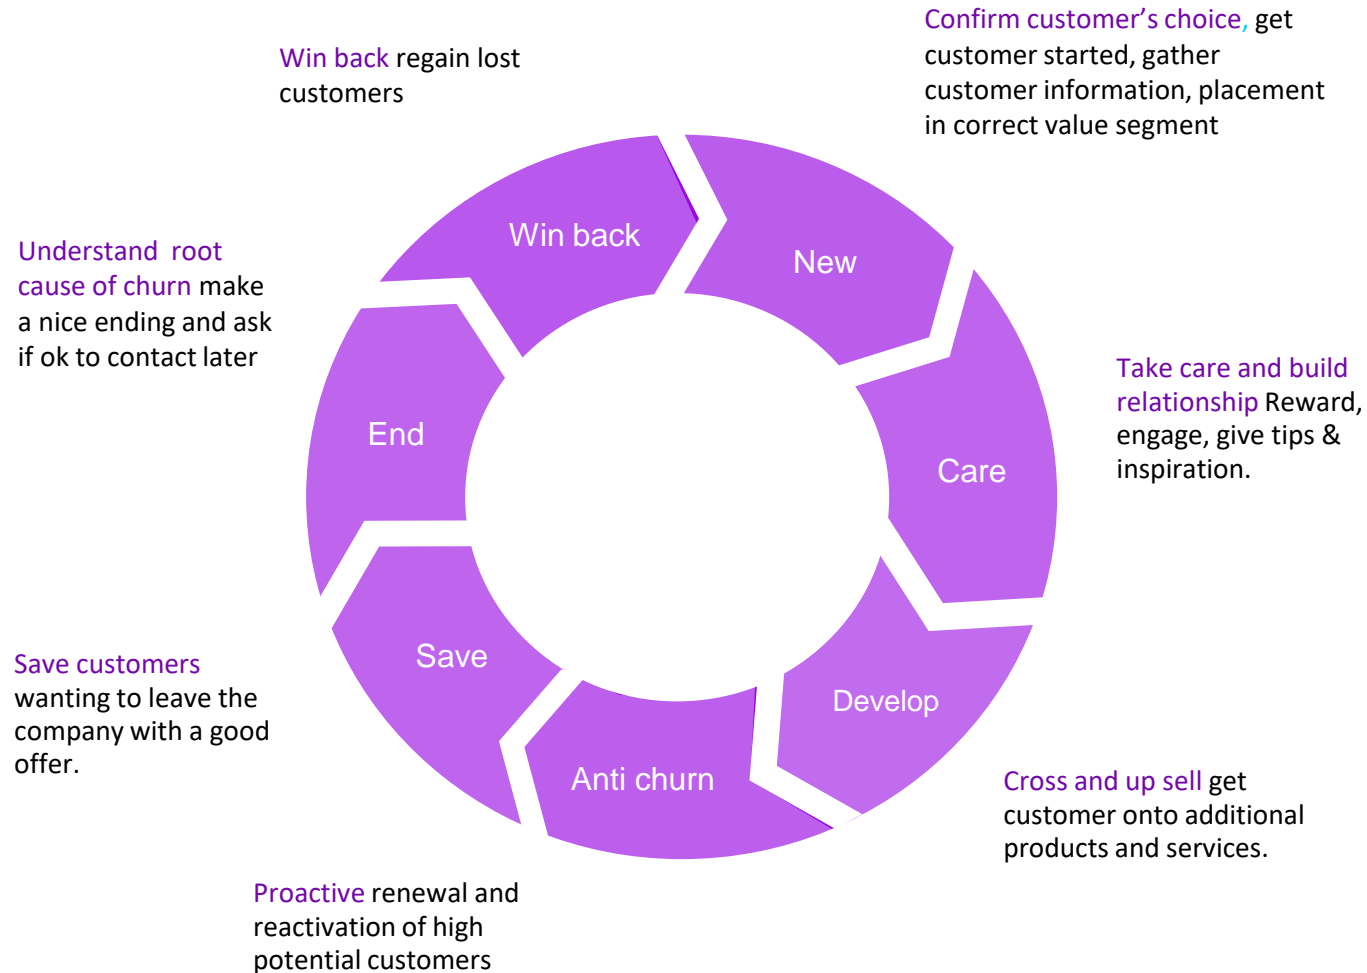 Confirm customer’s choice, get
customer started, gather
customer information, placement
in correct value segment
Win back regain lost
customers
Win back
New
Understand root
cause of churn make
a nice ending and ask
if ok to contact later
Take care and build
relationship Reward,
engage, give tips &
inspiration.
End
Care
Save
Save customers
wanting to leave the
company with a good
offer.
Develop
Anti churn
Cross and up sell get
customer onto additional
products and services.
Proactive renewal and
reactivation of high
potential customers